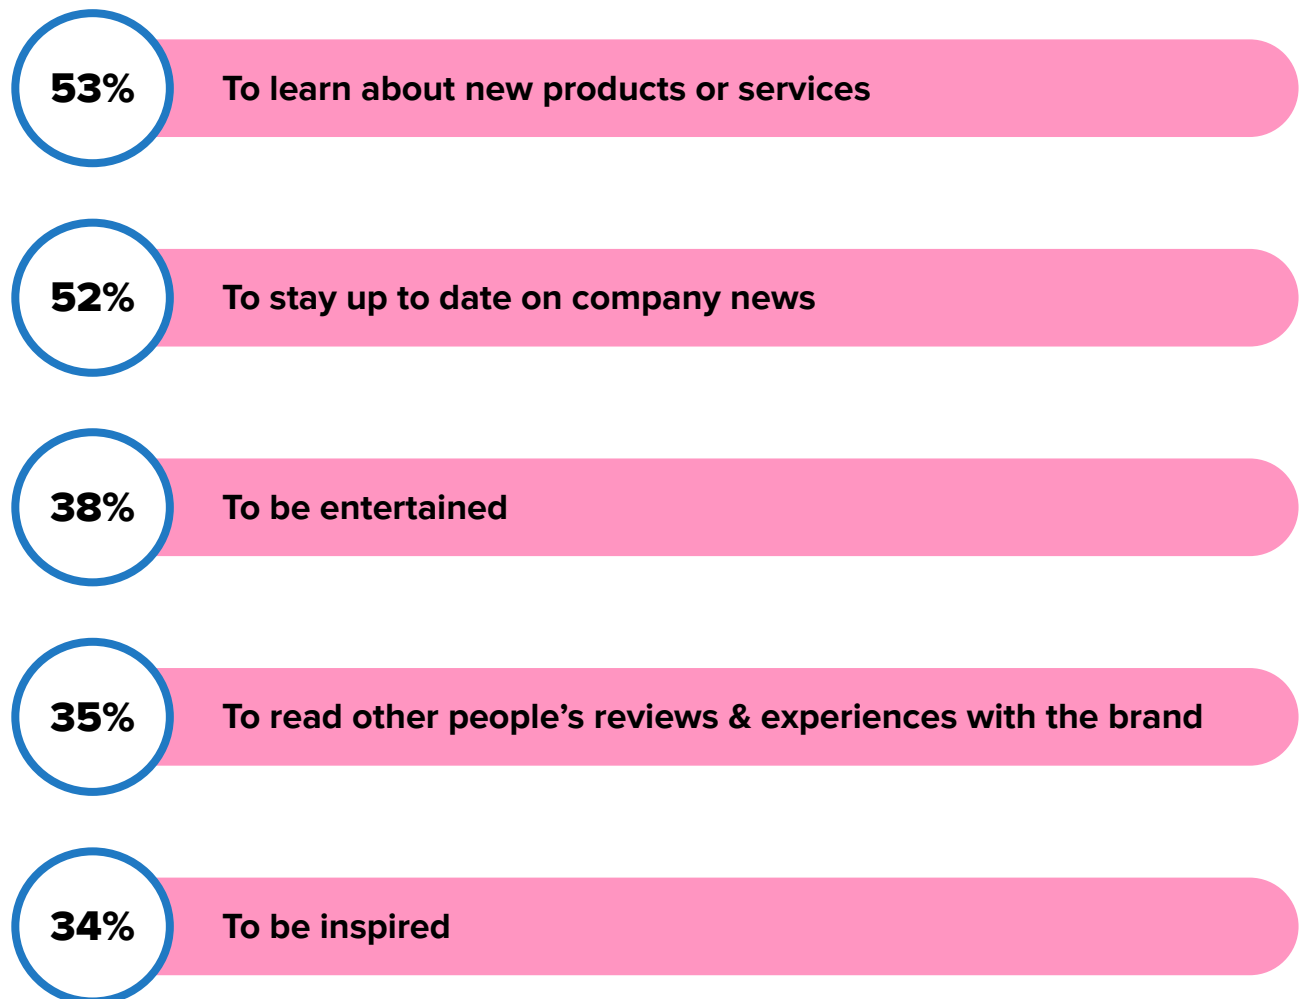 53% To learn about new products or services
52% To stay up to date on company news
38% To be entertained
35% To read other people’s reviews & experiences with the brand
34% To be inspired